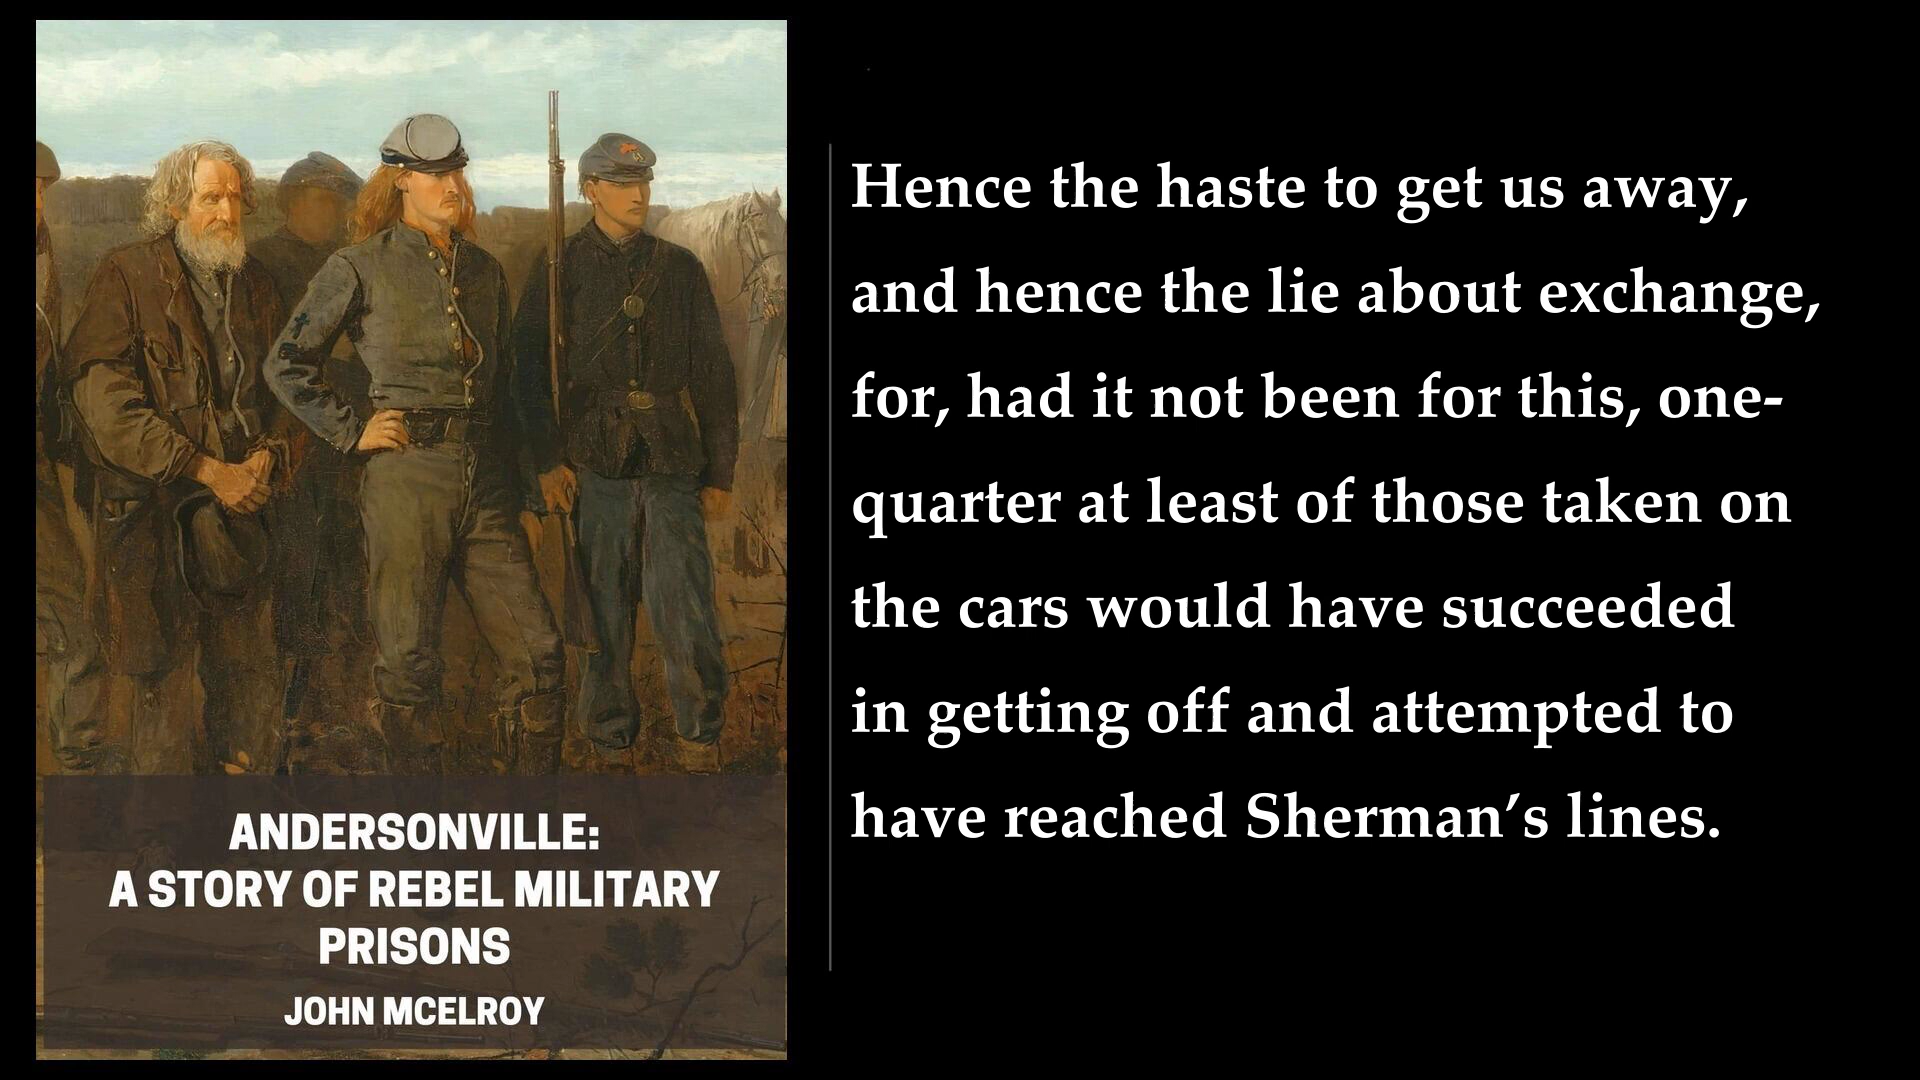 Hence the haste to get us away,
and hence the lie about exchange,
for, had it not been for this, one-
quarter at least of those taken on
the cars would have succeeded
in getting off and attempted to
have reached Sherman’s lines.
ANDERSONVILLE:
A STORY OF REBEL MILITARY
PRISONS
JOHN MCELROY